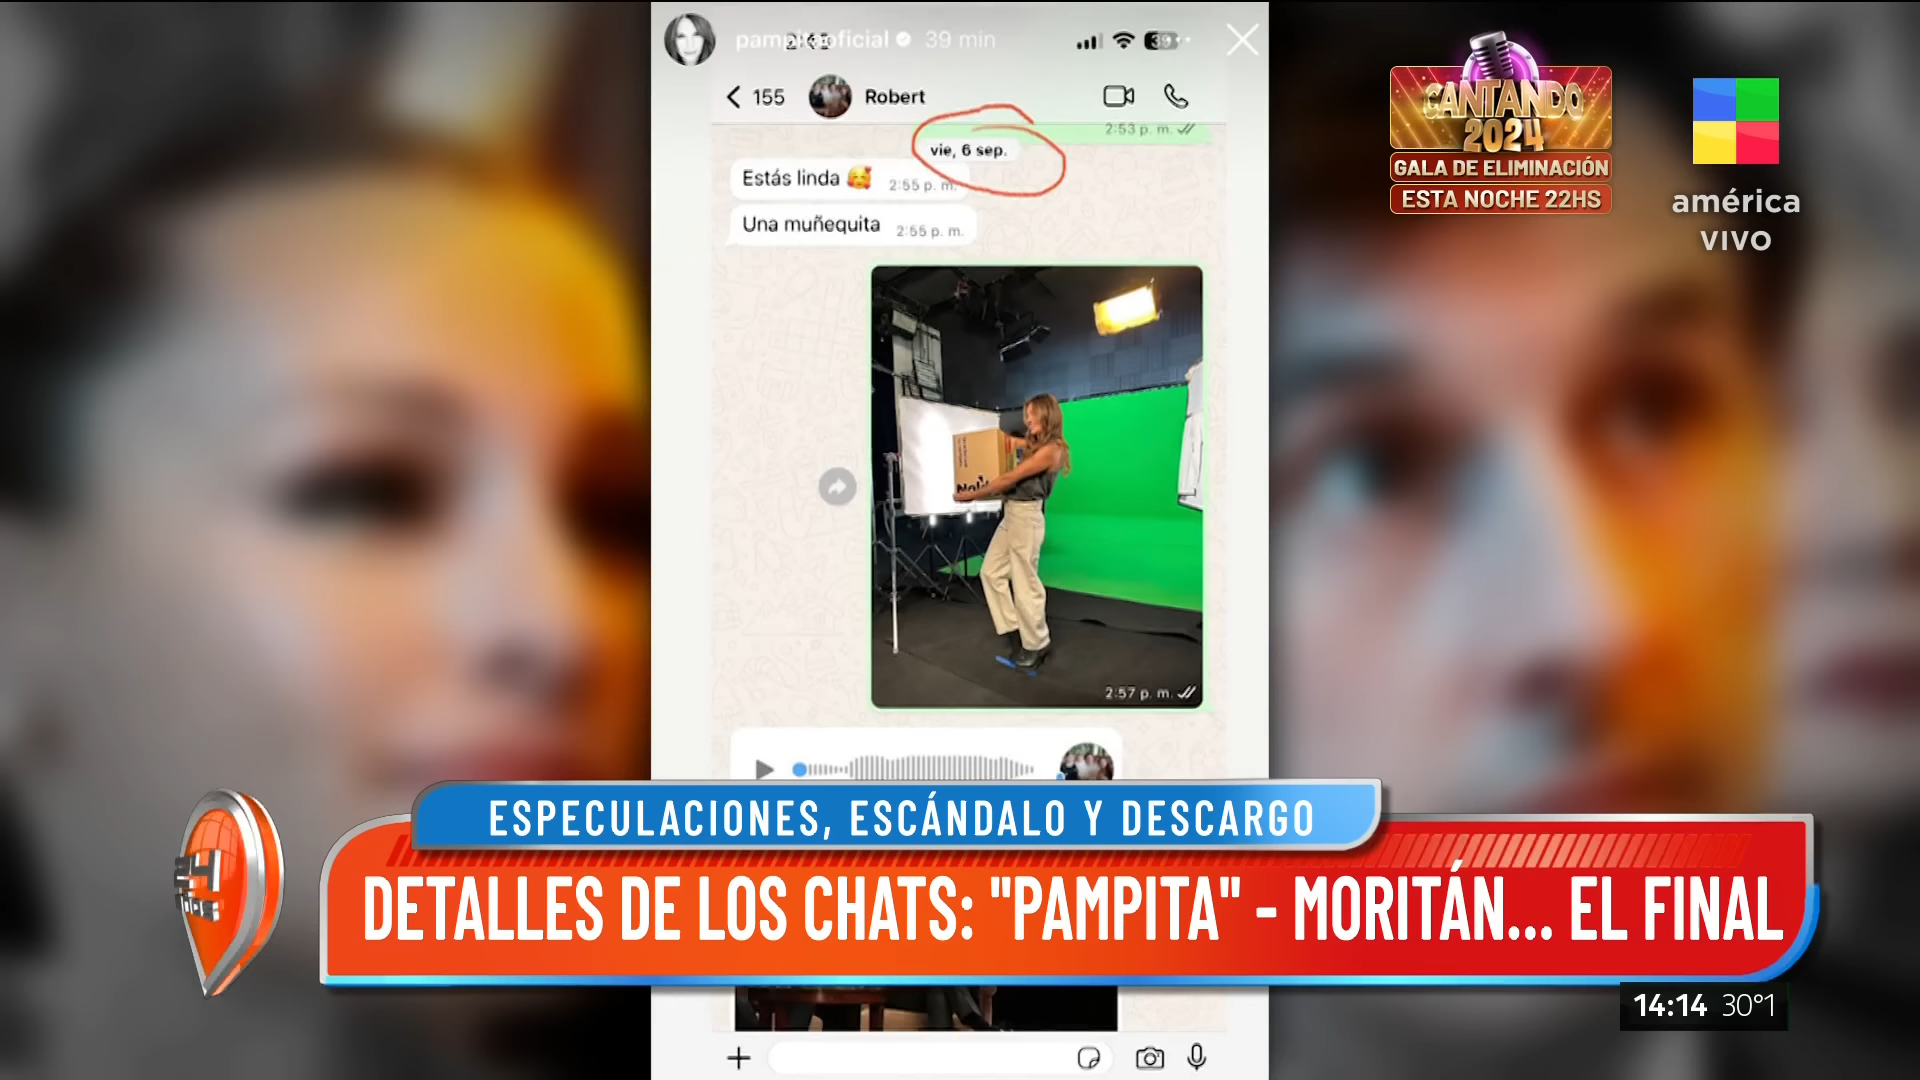 pampitaoficial 39 min
39
155 Robert
2:53 p. m.
vie, 6 sep.
Estás linda 🥰 2:55 p. m.
Una muñequita 2:55 p. m.
2:57 p. m.
CANTANDO
2024
GALA DE ELIMINACIÓN
ESTA NOCHE 22HS
américa
VIVO
ESPECULACIONES, ESCÁNDALO Y DESCARGO
DETALLES DE LOS CHATS: "PAMPITA" - MORITÁN... EL FINAL
14:14 30°1